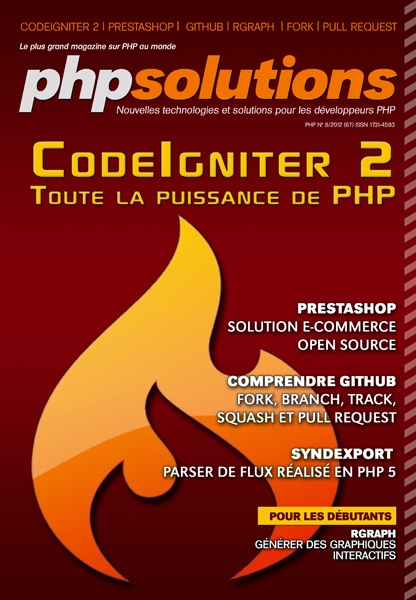 CODEIGNITER 2 | PRESTASHOP | GITHUB | RGRAPH | FORK | PULL REQUEST
Le plus grand magazine sur PHP au monde
phpsolutions
Nouvelles technologies et solutions pour les développeurs PHP
PHP N° 8/2012 (67) ISSN 1731-4593
CODEIGNITER 2
TOUTE LA PUISSANCE DE PHP
PRESTASHOP
SOLUTION E-COMMERCE
OPEN SOURCE
COMPRENDRE GITHUB
FORK, BRANCH, TRACK,
SQUASH ET PULL REQUEST
SYNDEXPORT
PARSER DE FLUX RÉALISÉ EN PHP 5
POUR LES DÉBUTANTS
RGRAPH
GÉNÉRER DES GRAPHIQUES
INTERACTIFS